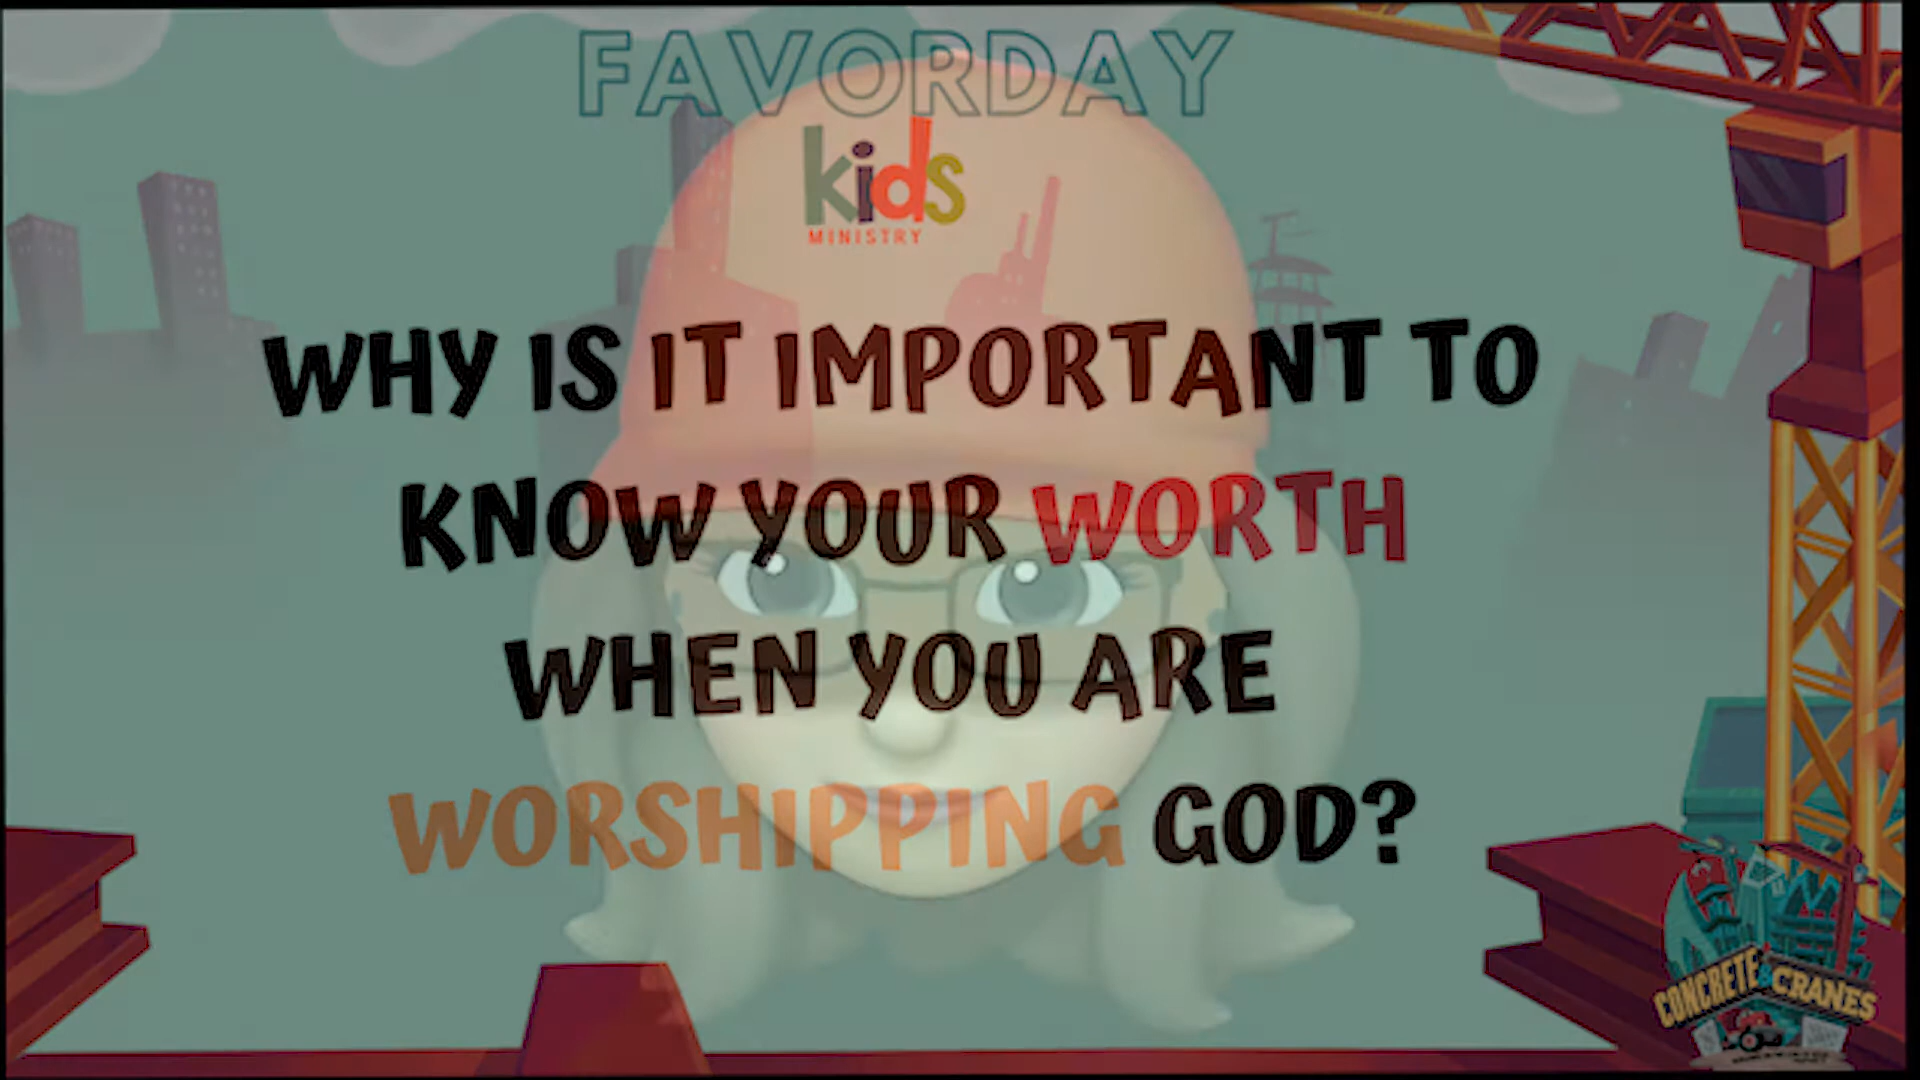 FAVORDAY
kids
MINISTRY
WHY IS IT IMPORTANT TO
KNOW YOUR WORTH
WHEN YOU ARE
WORSHIPPING GOD?
CONCRETE & CRANES